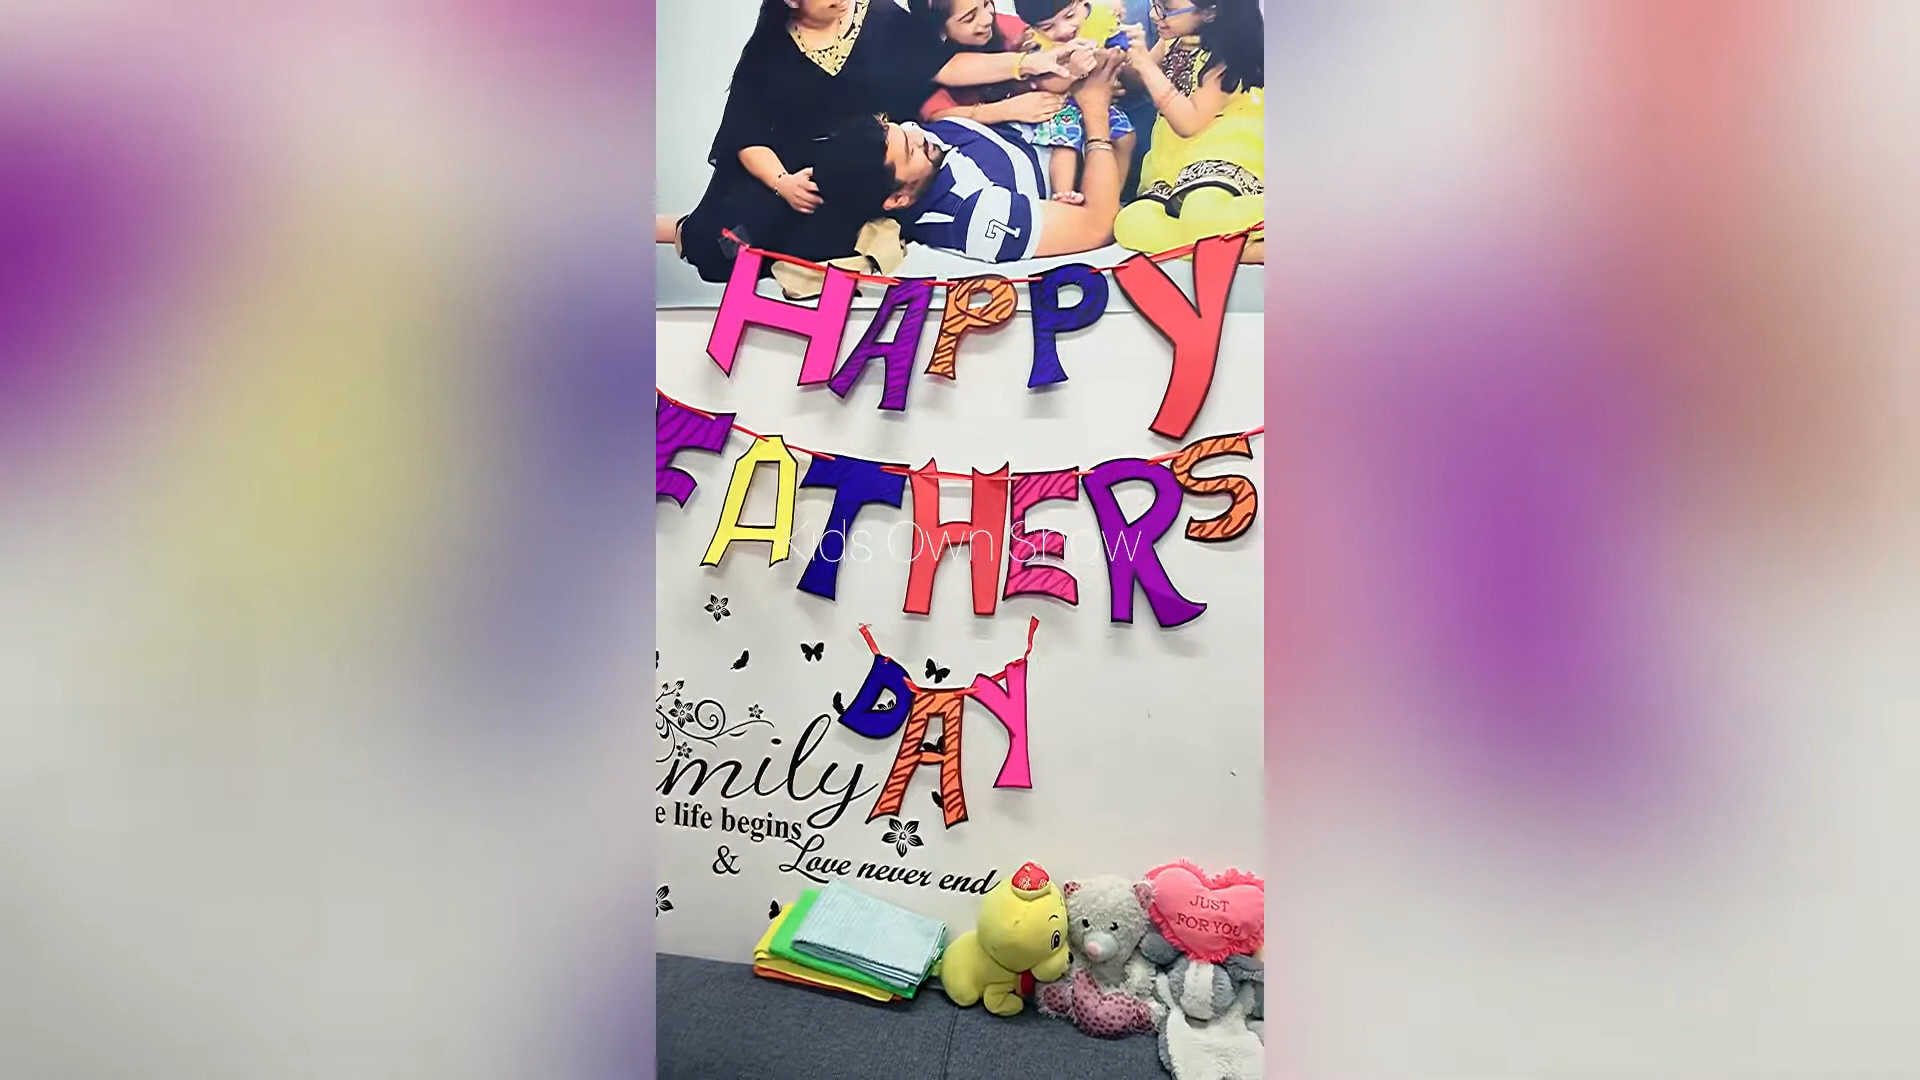 HAPPY
FATHERS
Kids Own Show
DAY
mily
e life begins
&
Love never end
JUST
FOR YOU